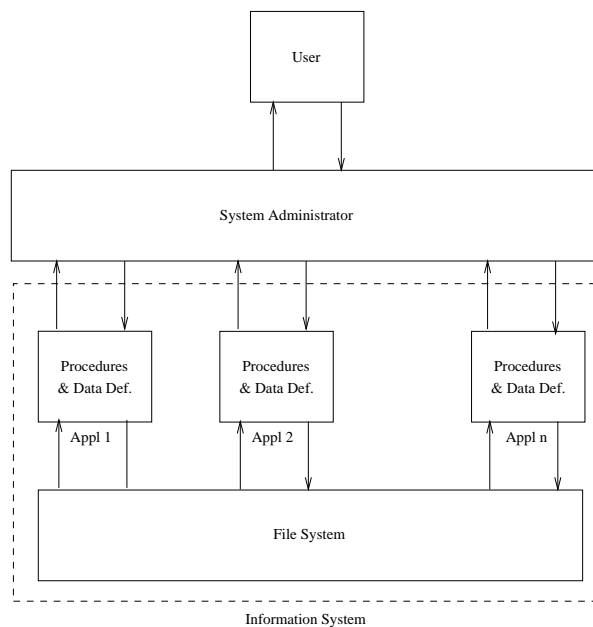 User
System Administrator
Procedures
& Data Def.
Procedures
& Data Def.
Procedures
& Data Def.
Appl 1
Appl 2
Appl n
File System
Information System